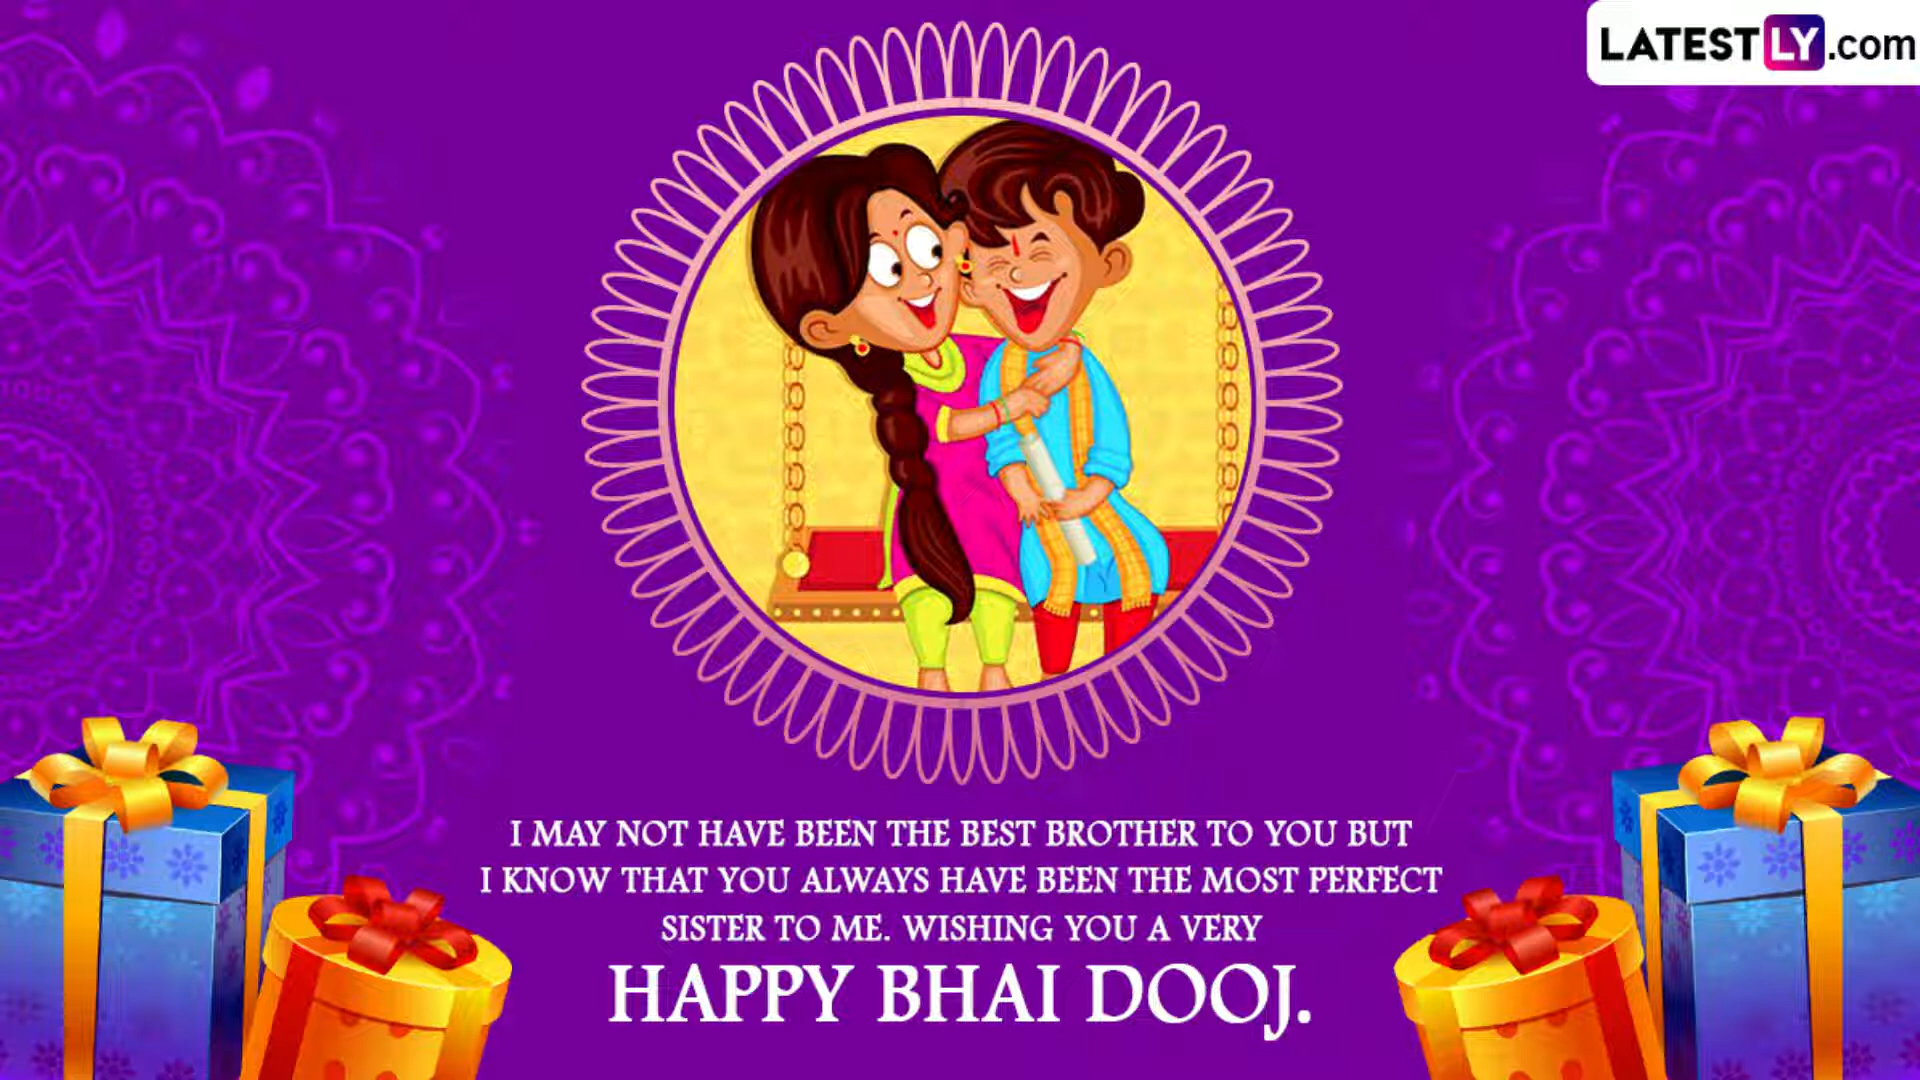 LATESTLY.com
I MAY NOT HAVE BEEN THE BEST BROTHER TO YOU BUT
I KNOW THAT YOU ALWAYS HAVE BEEN THE MOST PERFECT
SISTER TO ME. WISHING YOU A VERY
HAPPY BHAI DOOJ.